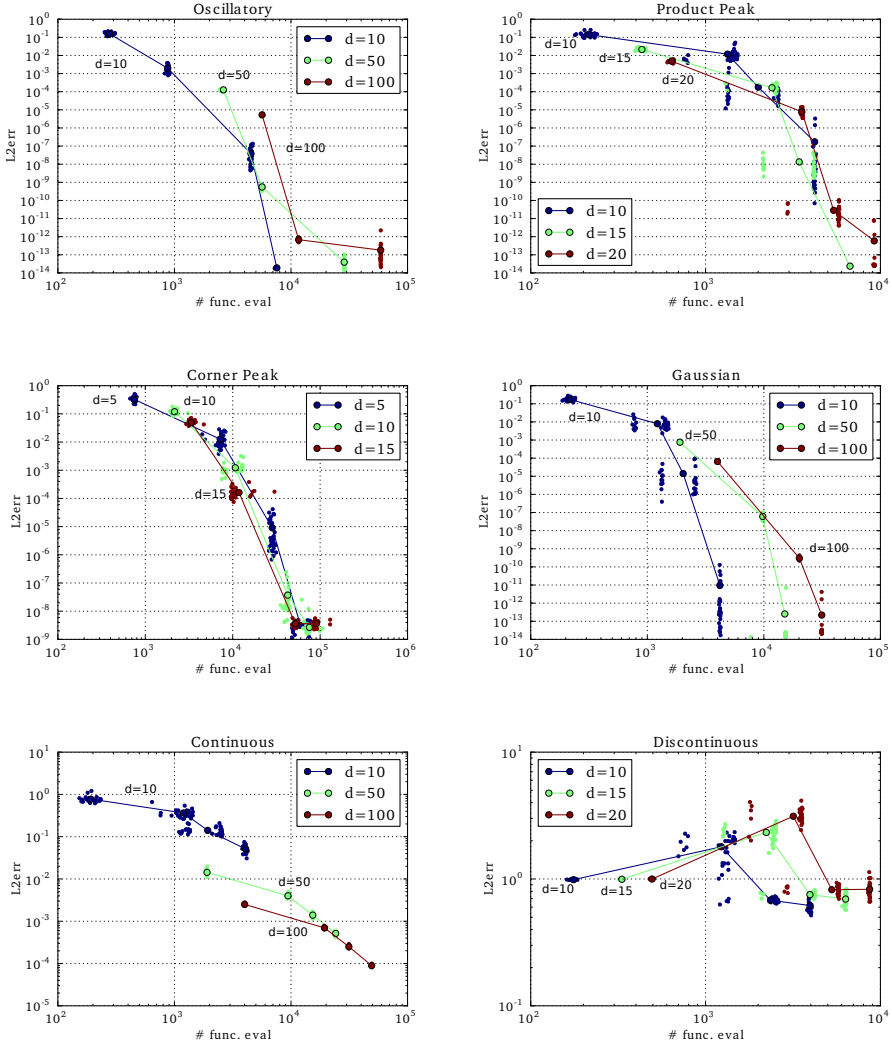 Oscillatory
L2err
10^0
10^-1
10^-2
10^-3
10^-4
10^-5
10^-6
10^-7
10^-8
10^-9
10^-10
10^-11
10^-12
10^-13
10^-14
d=10
d=50
d=100
d=10
d=50
d=100
10^2 10^3 10^4 10^5
# func. eval
Product Peak
L2err
10^0
10^-1
10^-2
10^-3
10^-4
10^-5
10^-6
10^-7
10^-8
10^-9
10^-10
10^-11
10^-12
10^-13
10^-14
d=10
d=15
d=20
d=10
d=15
d=20
10^2 10^3 10^4
# func. eval
Corner Peak
L2err
10^0
10^-1
10^-2
10^-3
10^-4
10^-5
10^-6
10^-7
10^-8
10^-9
d=5
d=10
d=15
d=5
d=10
d=15
10^2 10^3 10^4 10^5 10^6
# func. eval
Gaussian
L2err
10^0
10^-1
10^-2
10^-3
10^-4
10^-5
10^-6
10^-7
10^-8
10^-9
10^-10
10^-11
10^-12
10^-13
10^-14
d=10
d=50
d=100
d=10
d=50
d=100
10^2 10^3 10^4 10^5
# func. eval
Continuous
L2err
10^1
10^0
10^-1
10^-2
10^-3
10^-4
10^-5
d=10
d=50
d=100
d=10
d=50
d=100
10^2 10^3 10^4 10^5
# func. eval
Discontinuous
L2err
10^1
10^0
10^-1
d=10
d=15
d=20
d=10
d=15
d=20
10^2 10^3 10^4
# func. eval